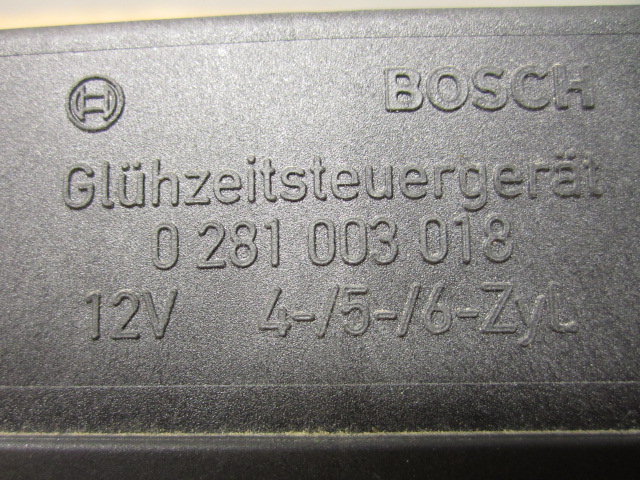 BOSCH
Glühzeitsteuergerät
0 281 003 018
12V 4-/5-/6-Zyl.